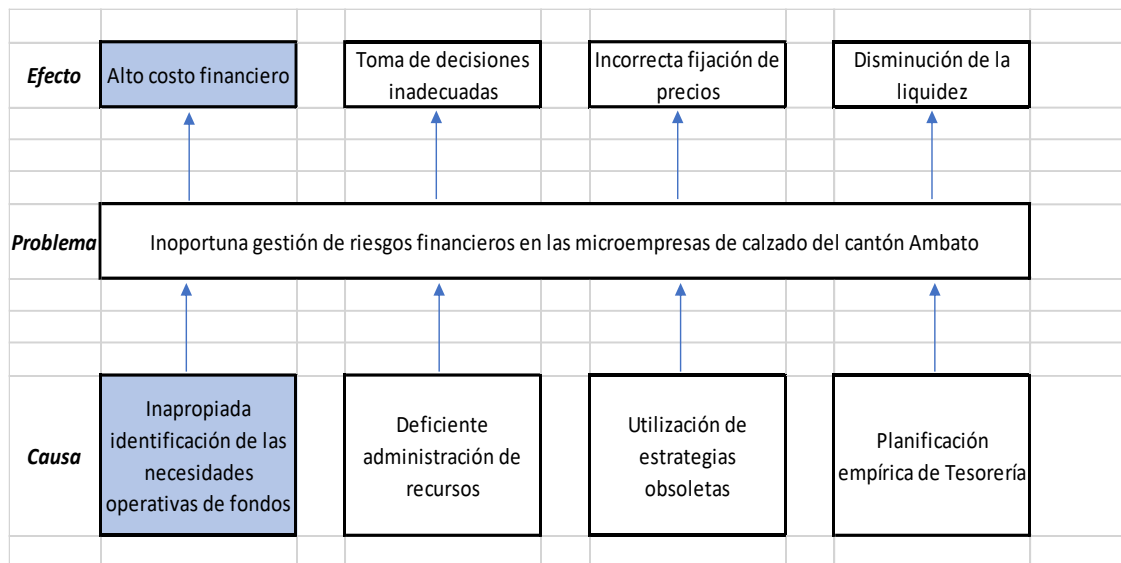 Efecto
Alto costo financiero
Toma de decisiones
inadecuadas
Incorrecta fijación de
precios
Disminución de la
liquidez
Problema
Inoportuna gestión de riesgos financieros en las microempresas de calzado del cantón Ambato
Causa
Inapropiada
identificación de las
necesidades
operativas de fondos
Deficiente
administración de
recursos
Utilización de
estrategias
obsoletas
Planificación
empírica de Tesorería